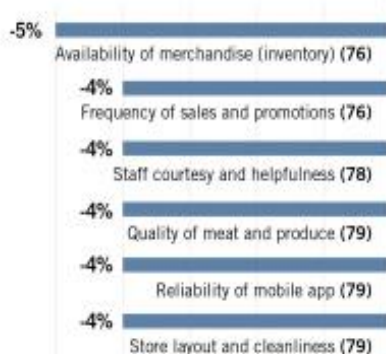 -5%
Availability of merchandise (inventory) (76)
-4%
Frequency of sales and promotions (76)
-4%
Staff courtesy and helpfulness (78)
-4%
Quality of meat and produce (79)
-4%
Reliability of mobile app (79)
-4%
Store layout and cleanliness (79)